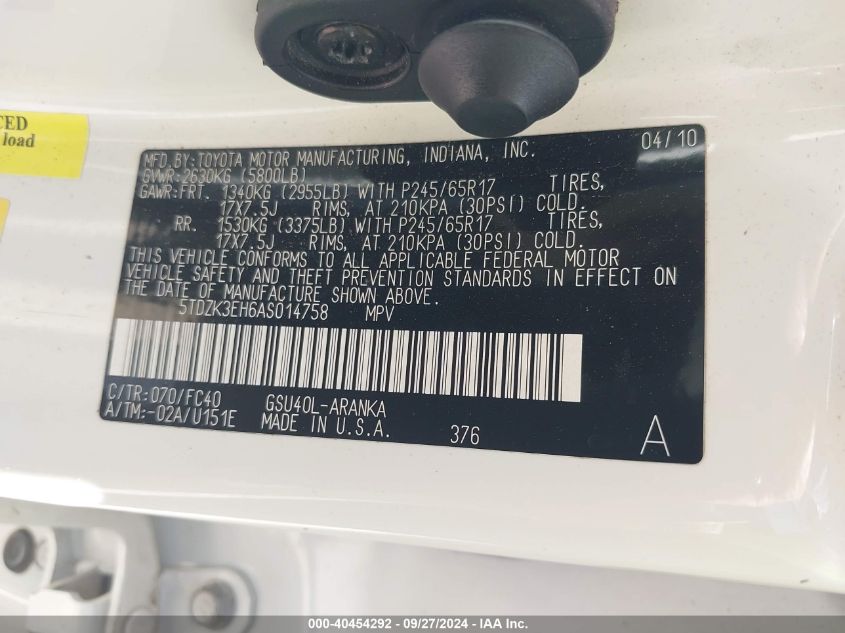 CED
load
04/10
MFD.BY:TOYOTA MOTOR MANUFACTURING, INDIANA, INC.
GVWR:2630KG (5800LB)
GAWR:FRT. 1340KG (2955LB) WITH P245/65R17 TIRES,
17X7.5J RIMS, AT 210KPA (30PSI) COLD.
RR. 1530KG (3375LB) WITH P245/65R17 TIRES,
17X7.5J RIMS, AT 210KPA (30PSI) COLD.
THIS VEHICLE CONFORMS TO ALL APPLICABLE FEDERAL MOTOR
VEHICLE SAFETY AND THEFT PREVENTION STANDARDS IN EFFECT ON
THE DATE OF MANUFACTURE SHOWN ABOVE.
5TDZK3EH6AS014758 MPV
C/TR:070/FC40 GSU40L-ARANKA
A/TM:-02A/U151E MADE IN U.S.A. 376 A
000-40454292 - 09/27/2024 - IAA Inc.